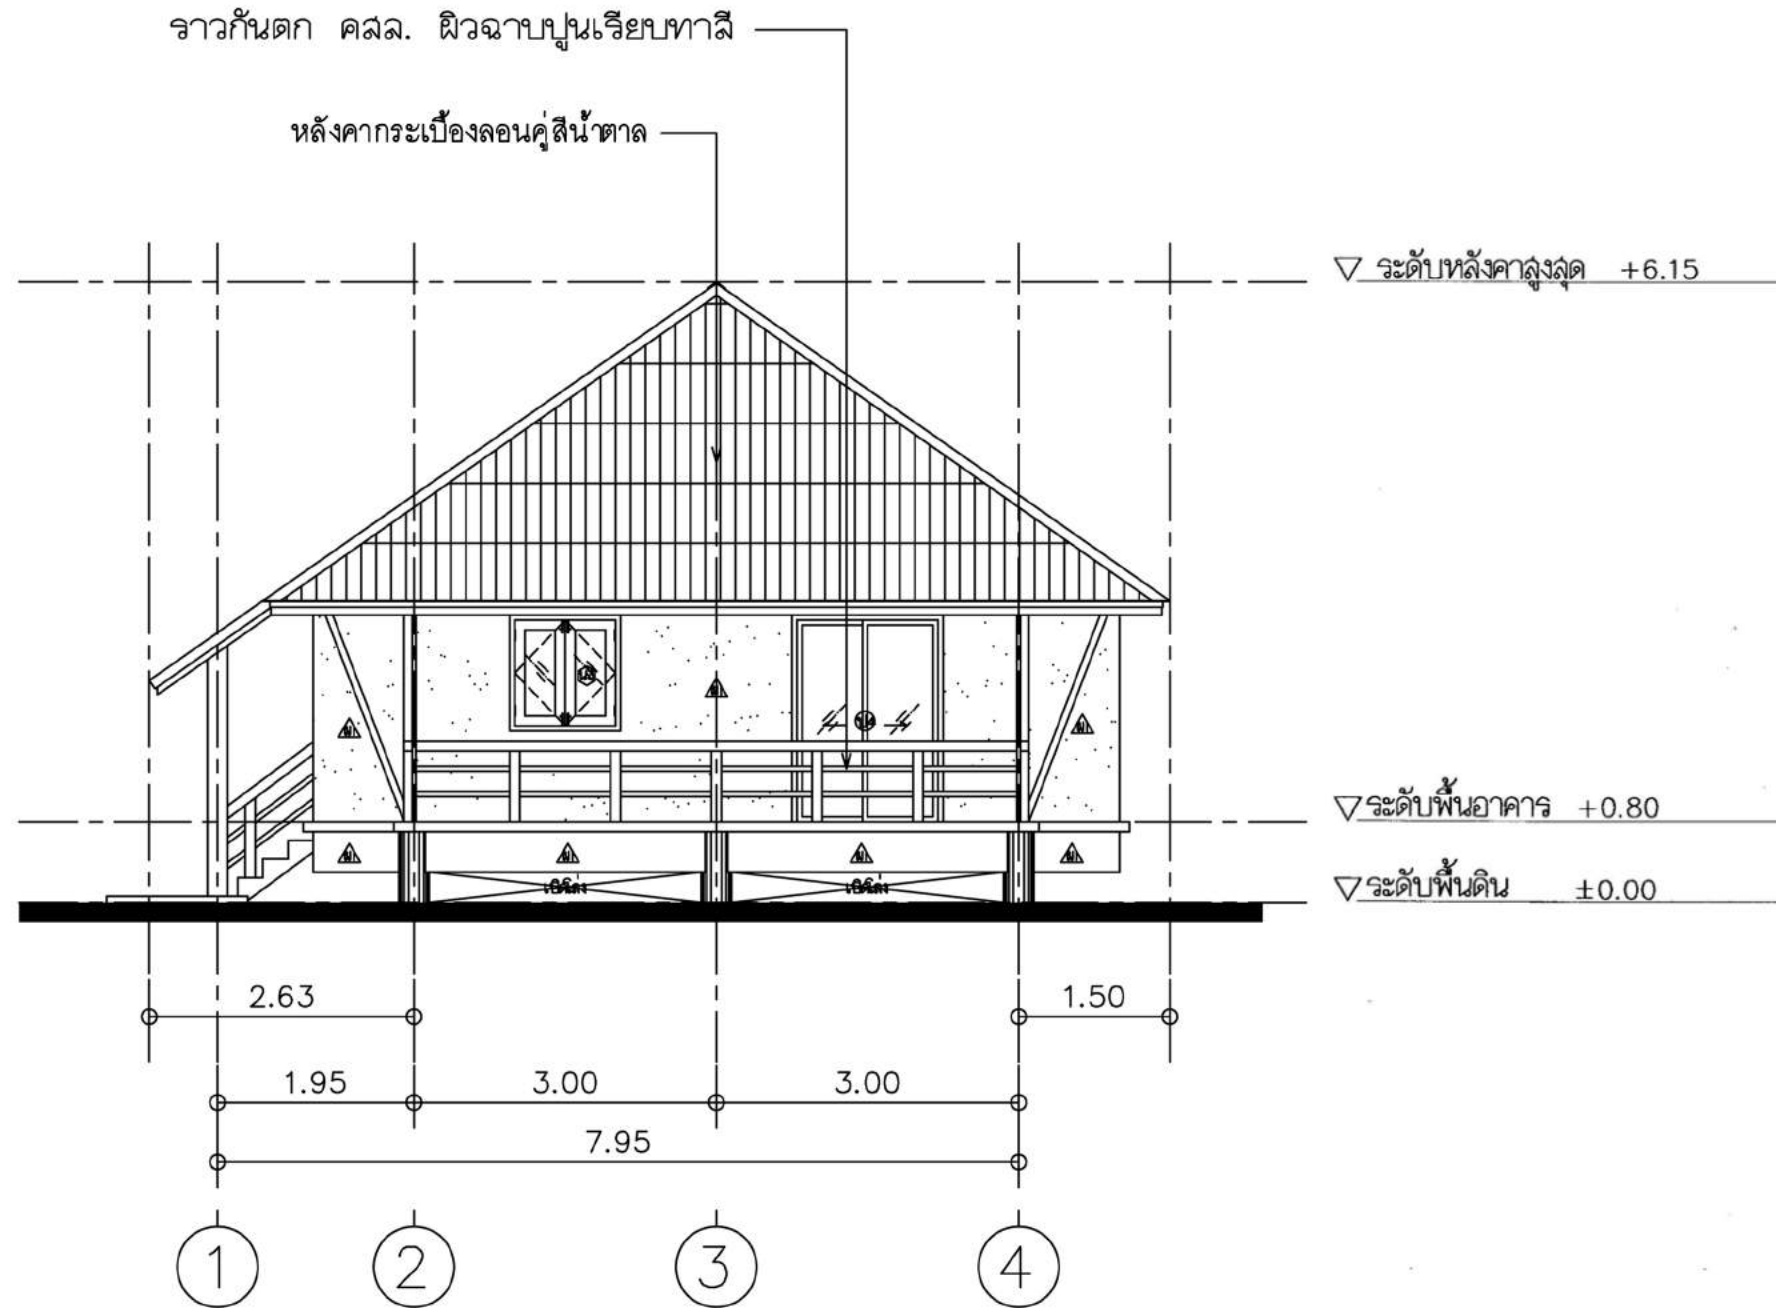 ราวกันตก คสล. ผิวฉาบปูนเรียบทาสี
หลังคากระเบื้องลอนคู่สีน้ำตาล
ระดับหลังคาสูงสุด +6.15
ระดับพื้นอาคาร +0.80
ระดับพื้นดิน ±0.00
2.63 1.50
1.95 3.00 3.00
7.95
1 2 3 4